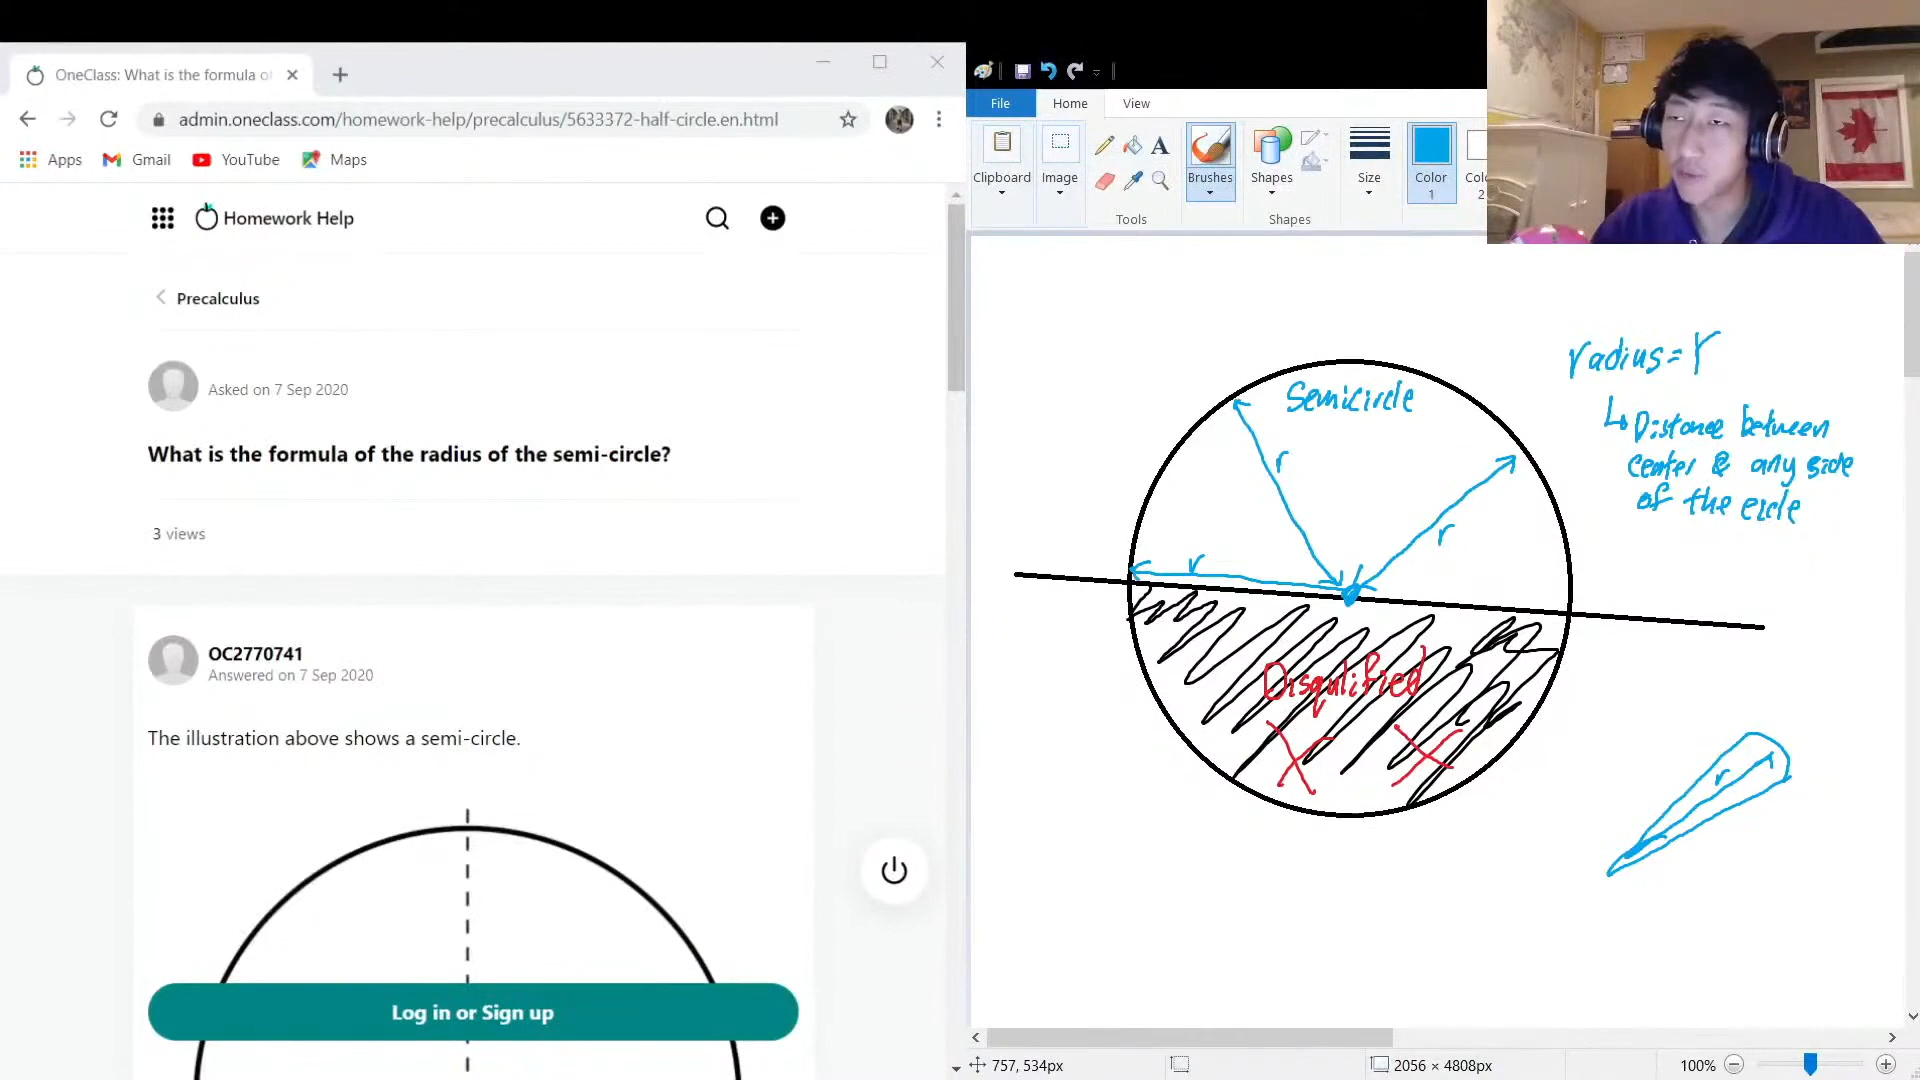 OneClass: What is the formula of
admin.oneclass.com/homework-help/precalculus/5633372-half-circle.en.html
Apps
Gmail
YouTube
Maps
Homework Help
Precalculus
Asked on 7 Sep 2020
What is the formula of the radius of the semi-circle?
3 views
OC2770741
Answered on 7 Sep 2020
The illustration above shows a semi-circle.
Log in or Sign up
File
Home
View
Clipboard
Image
Tools
Brushes
Shapes
Shapes
Size
Color
1
2
Semicircle
r
r
r
Disqulified
radius = r
Distance between
center & any side
of the circle
r
757, 534px
2056 × 4808px
100%